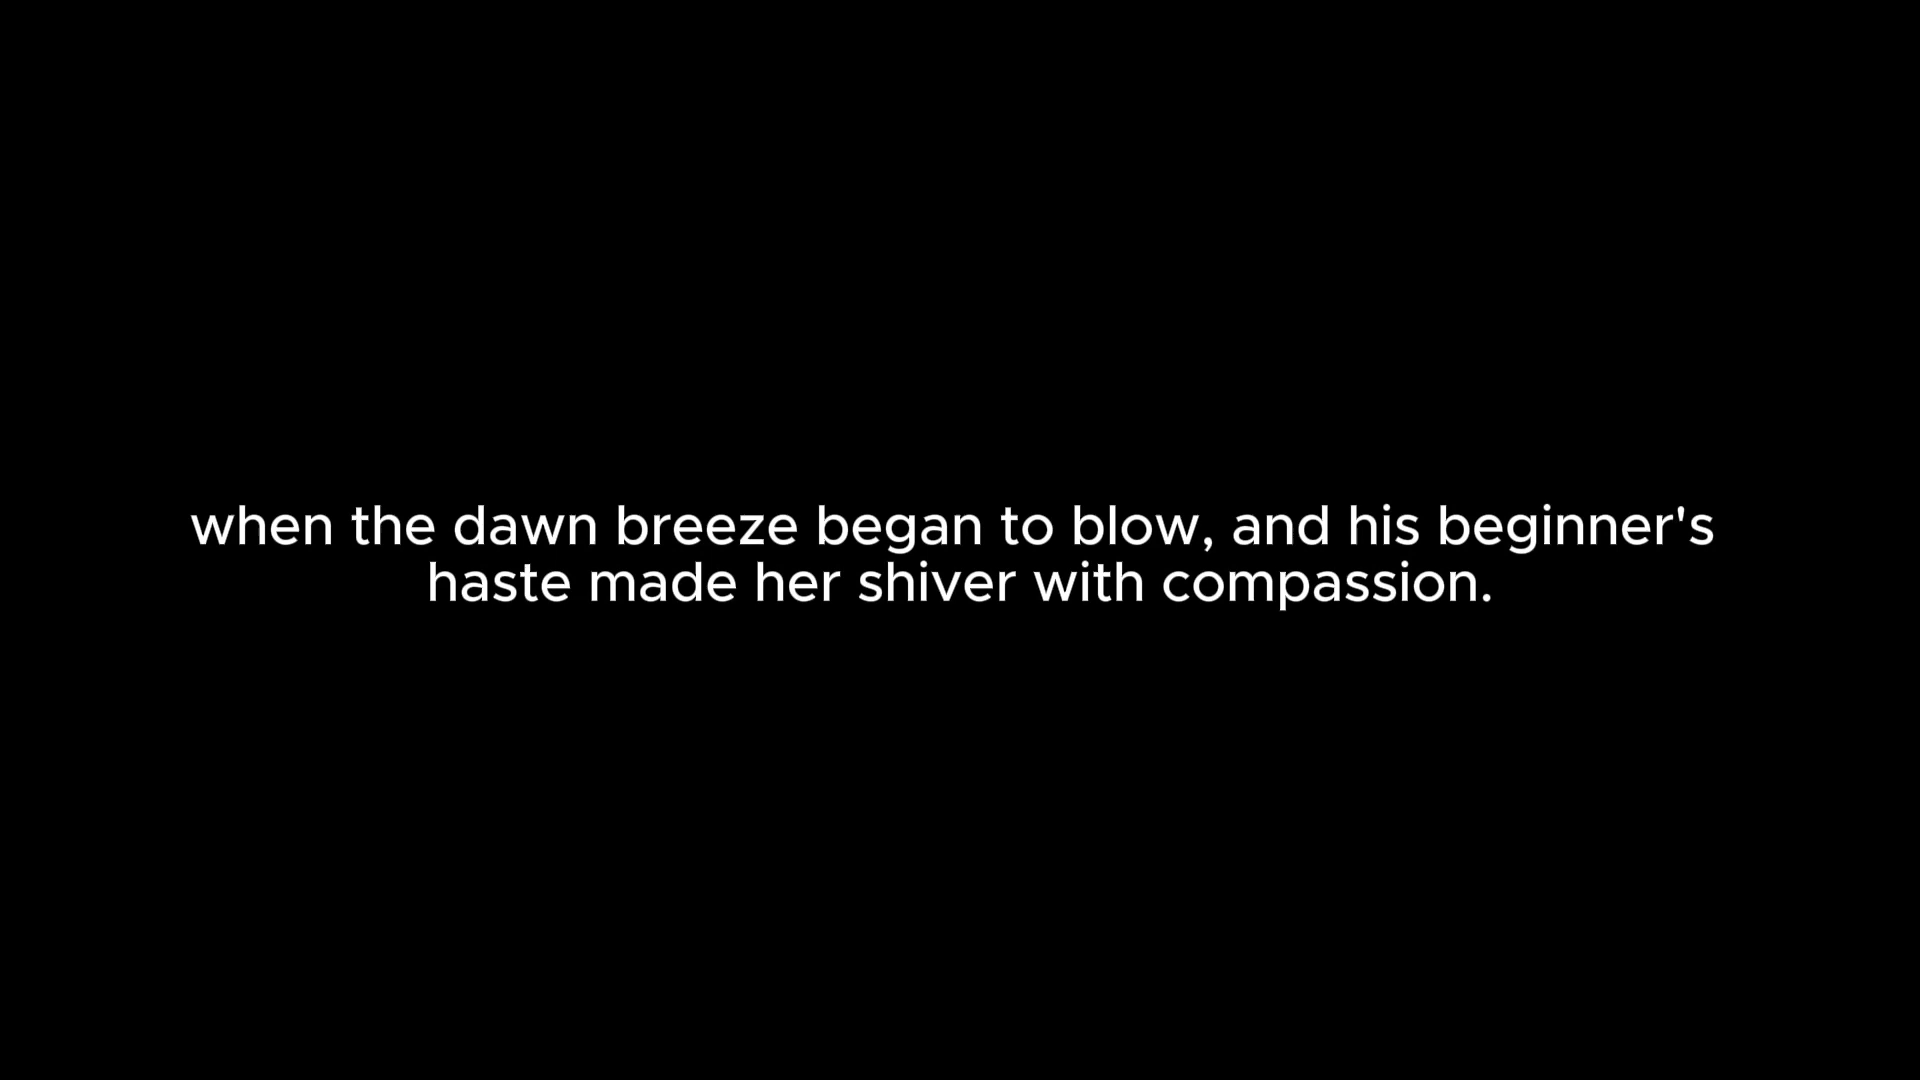 when the dawn breeze began to blow, and his beginner's
haste made her shiver with compassion.